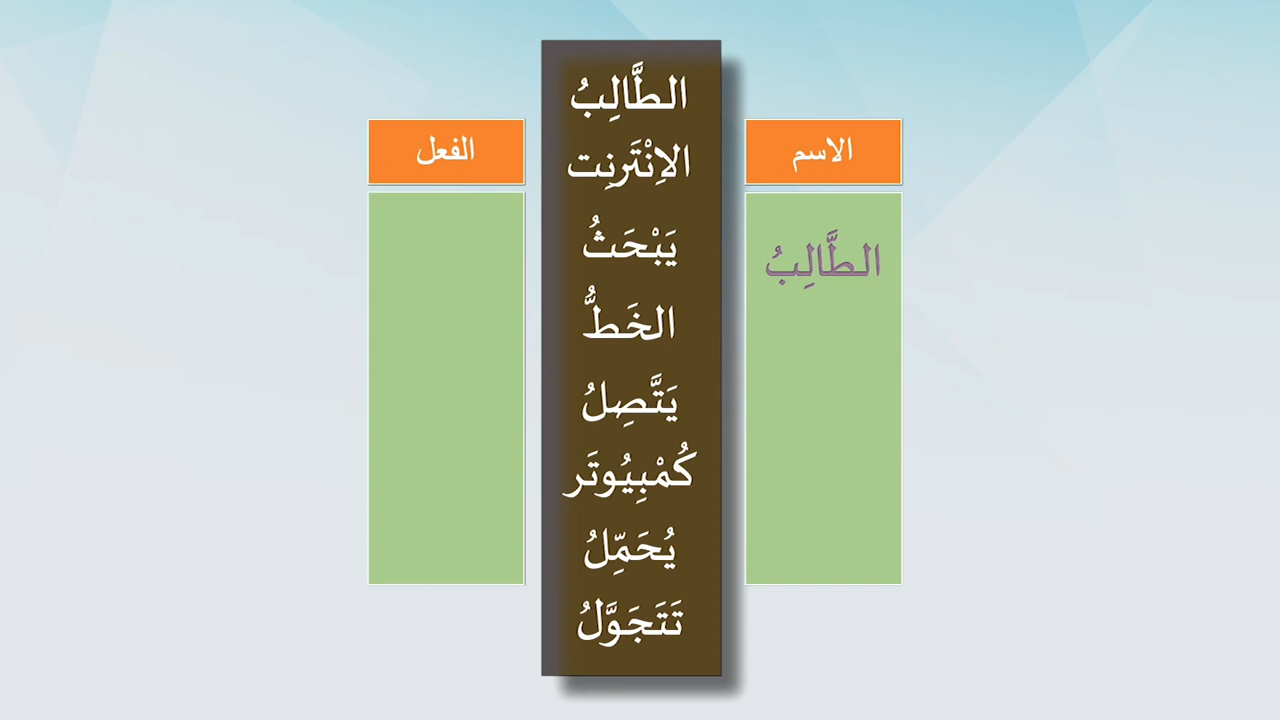 الاسم
الطَّالِبُ
الطَّالِبُ
الاِنْتَرنِت
يَبْحَثُ
الخَطُّ
يَتَّصِلُ
كُمْبِيُوتَر
يُحَمِّلُ
تَتَجَوَّلُ
الفعل